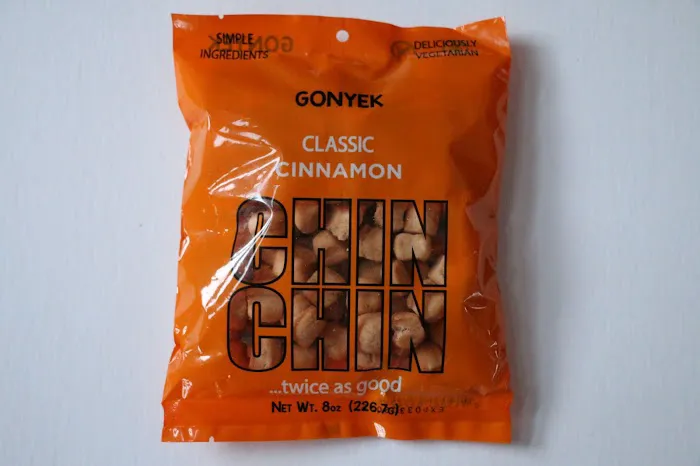 SIMPLE
INGREDIENTS
DELICIOUSLY
VEGETARIAN
GONYEK
CLASSIC
CINNAMON
CHIN
CHIN
...twice as good
NET WT. 8OZ (226.7G)